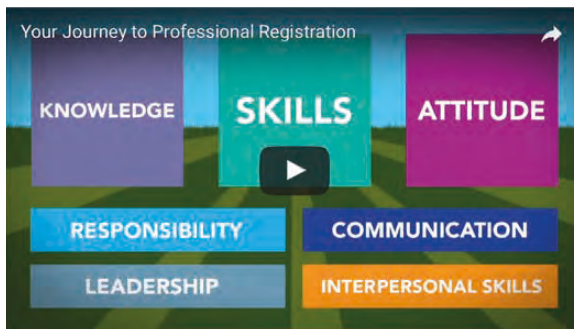 Your Journey to Professional Registration
KNOWLEDGE
SKILLS
ATTITUDE
RESPONSIBILITY
COMMUNICATION
LEADERSHIP
INTERPERSONAL SKILLS